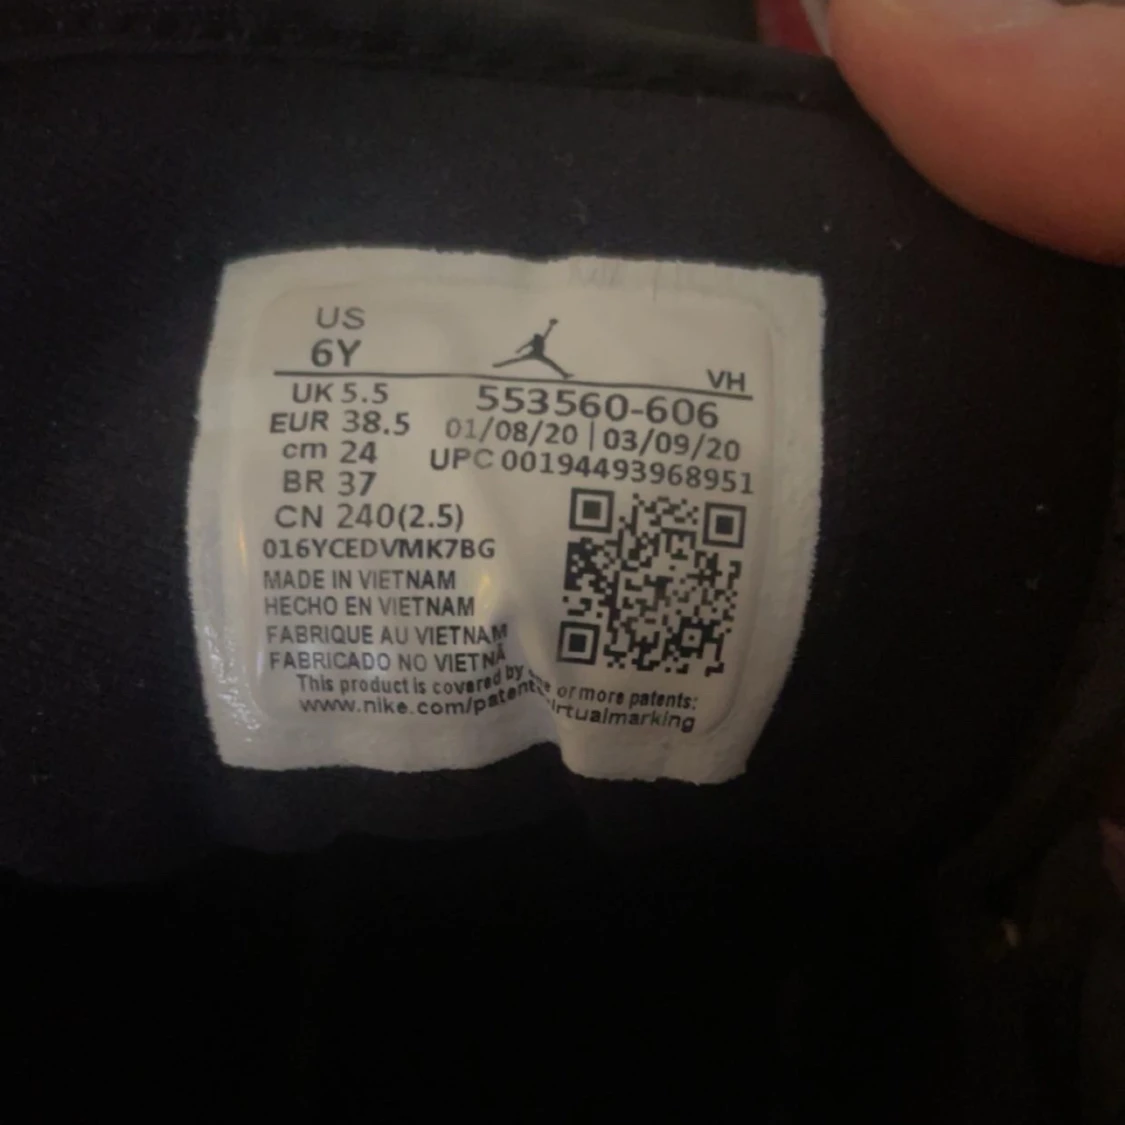 US
6Y
VH
UK 5.5
553560-606
EUR 38.5
01/08/20 | 03/09/20
cm 24
UPC 00194493968951
BR 37
CN 240(2.5)
016YCEDVMK7BG
MADE IN VIETNAM
HECHO EN VIETNAM
FABRIQUE AU VIETNAM
FABRICADO NO VIETNÃ
This product is covered by one or more patents:
www.nike.com/patents